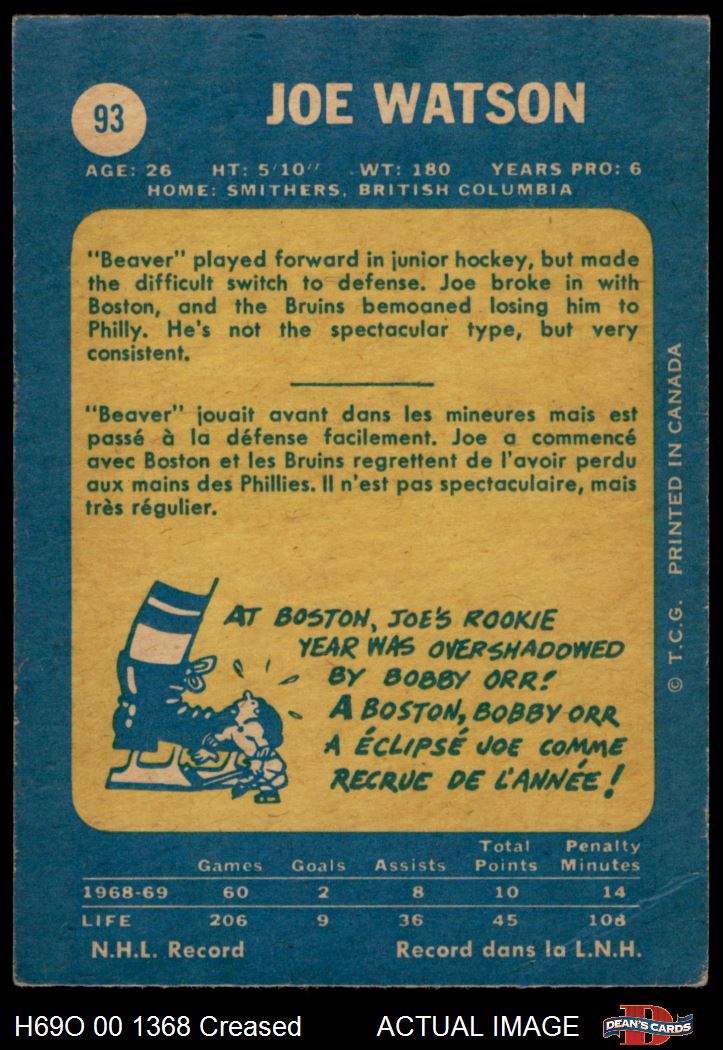 93
JOE WATSON
AGE: 26 HT: 5'10" WT: 180 YEARS PRO: 6
HOME: SMITHERS, BRITISH COLUMBIA
"Beaver" played forward in junior hockey, but made
the difficult switch to defense. Joe broke in with
Boston, and the Bruins bemoaned losing him to
Philly. He's not the spectacular type, but very
consistent.
"Beaver" jouait avant dans les mineures mais est
passé à la défense facilement. Joe a commencé
avec Boston et les Bruins regrettent de l'avoir perdu
aux mains des Phillies. Il n'est pas spectaculaire, mais
très régulier.
AT BOSTON, JOE'S ROOKIE
YEAR WAS OVERSHADOWED
BY BOBBY ORR!
A BOSTON, BOBBY ORR
A ÉCLIPSÉ JOE COMME
RECRUE DE L'ANNÉE!
© T.C.G. PRINTED IN CANADA
Total Penalty
Games Goals Assists Points Minutes
1968-69 60 2 8 10 14
LIFE 206 9 36 45 108
N.H.L. Record Record dans la L.N.H.
H69O 00 1368 Creased ACTUAL IMAGE
D
DEAN'S CARDS